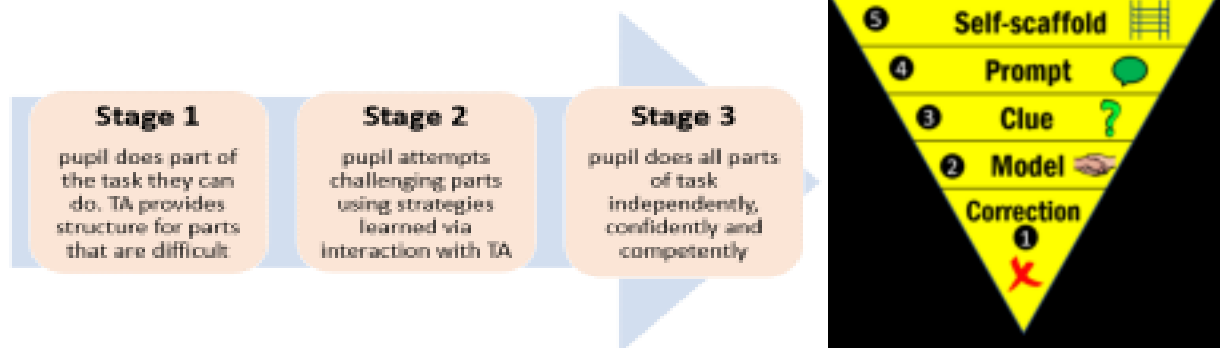 Stage 1
pupil does part of
the task they can
do. TA provides
structure for parts
that are difficult
Stage 2
pupil attempts
challenging parts
using strategies
learned via
interaction with TA
Stage 3
pupil does all parts
of task
independently,
confidently and
competently
5 Self-scaffold
4 Prompt
3 Clue ?
2 Model
Correction
1